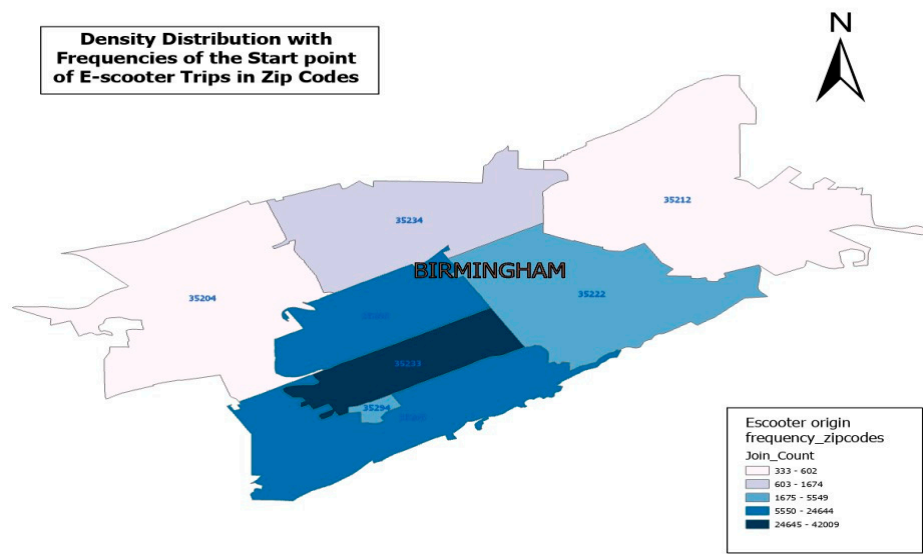 Density Distribution with
Frequencies of the Start point
of E-scooter Trips in Zip Codes
N
35212
35234
BIRMINGHAM
35222
35204
35233
35294
Escooter origin
frequency_zipcodes
Join_Count
333 - 602
603 - 1674
1675 - 5549
5550 - 24644
24645 - 42009